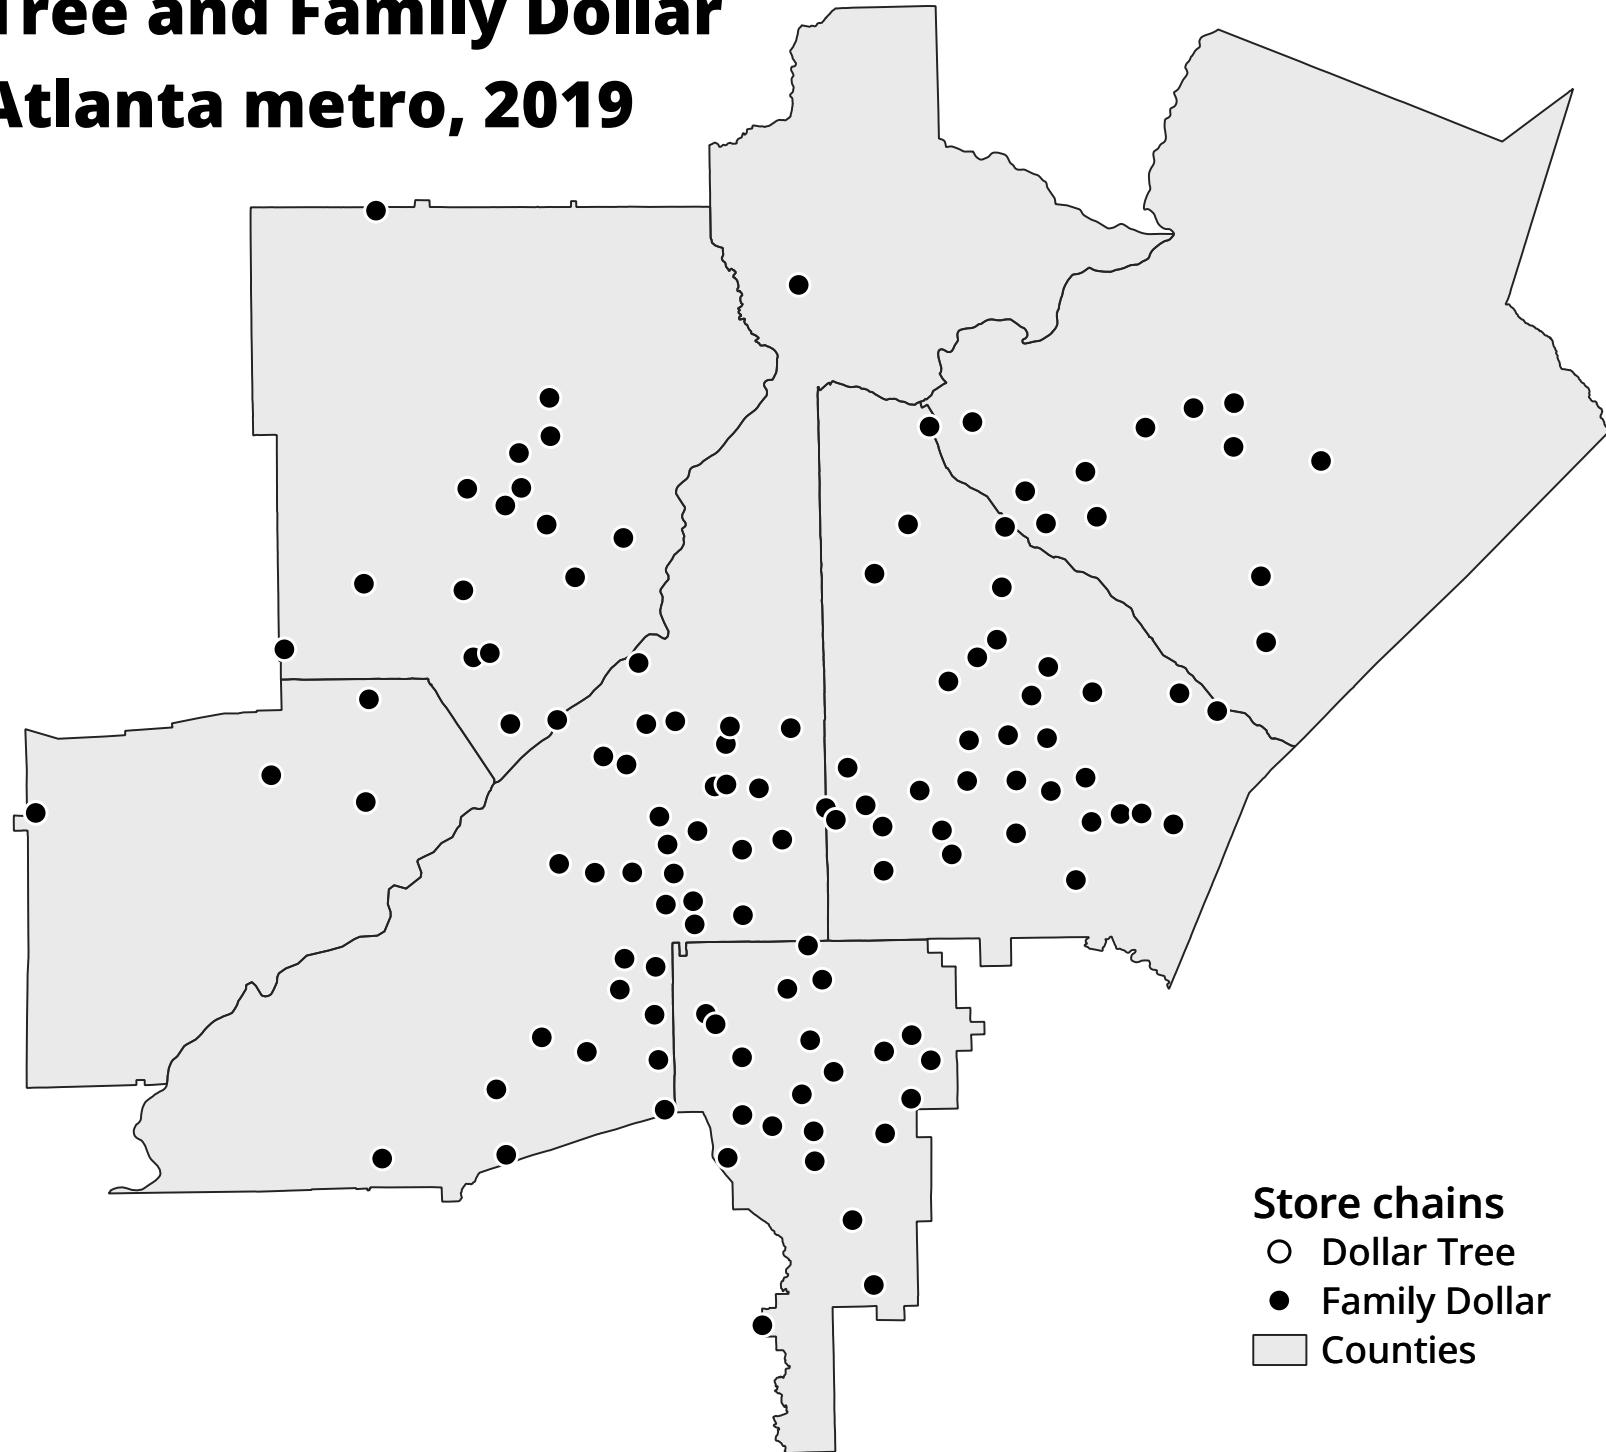 Tree and Family Dollar
Atlanta metro, 2019
Store chains
Dollar Tree
Family Dollar
Counties